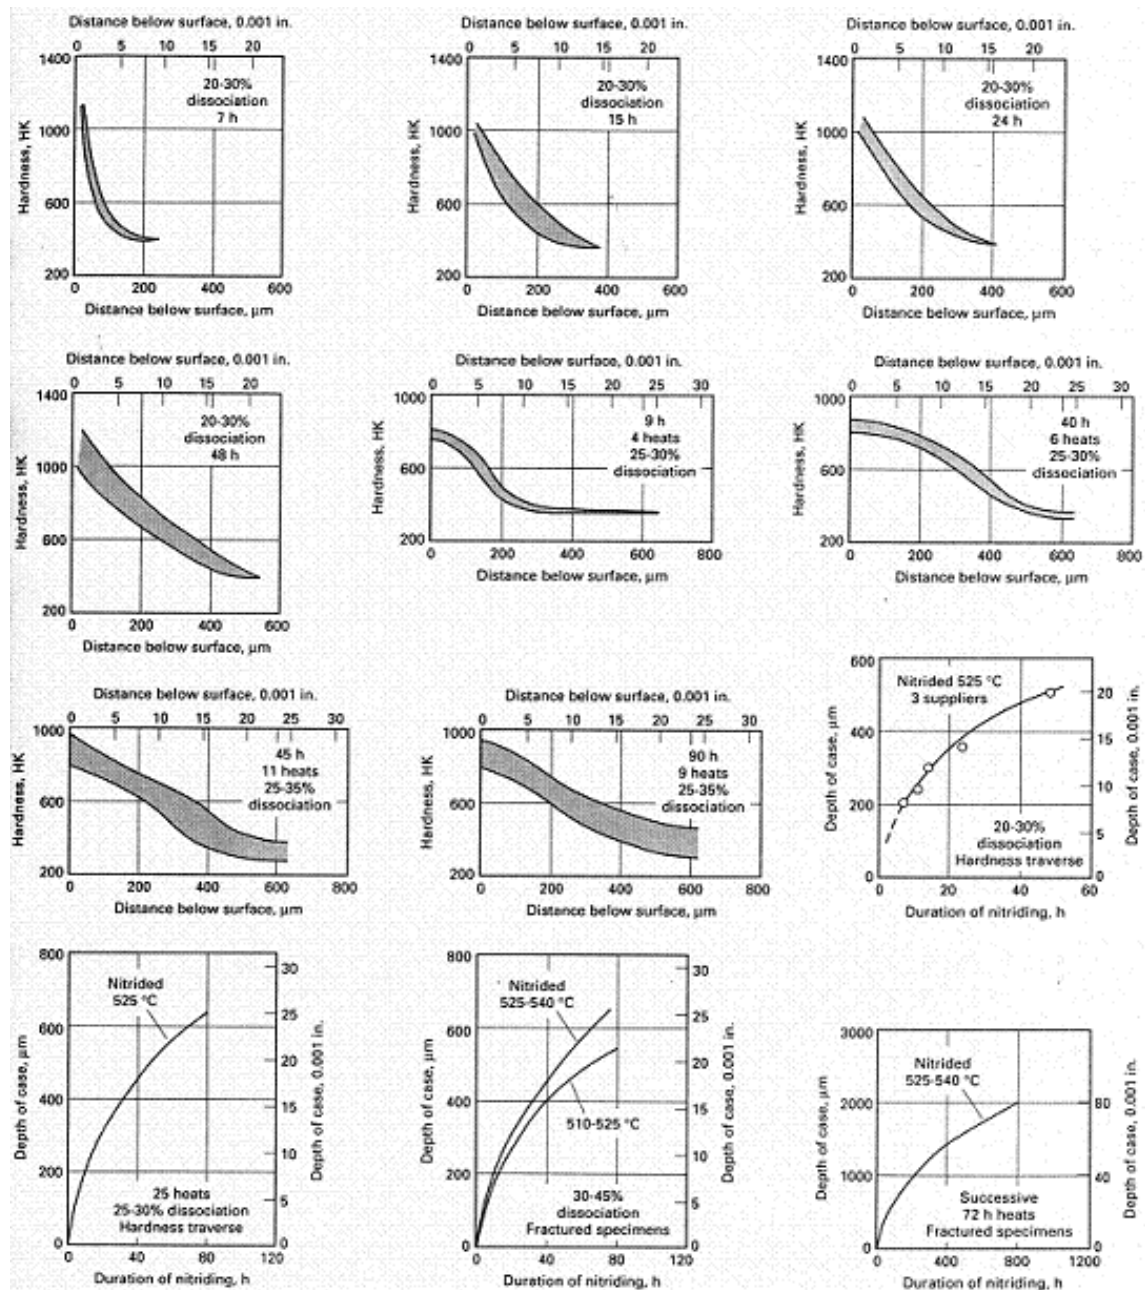 Distance below surface, 0.001 in.
0 5 10 15 20
1400
1000
600
200
Hardness, HK
20-30%
dissociation
7 h
0 200 400 600
Distance below surface, µm
Distance below surface, 0.001 in.
0 5 10 15 20
1400
1000
600
200
Hardness, HK
20-30%
dissociation
15 h
0 200 400 600
Distance below surface, µm
Distance below surface, 0.001 in.
0 5 10 15 20
1400
1000
600
200
Hardness, HK
20-30%
dissociation
24 h
0 200 400 600
Distance below surface, µm
Distance below surface, 0.001 in.
0 5 10 15 20
1400
1000
600
200
Hardness, HK
20-30%
dissociation
48 h
0 200 400 600
Distance below surface, µm
Distance below surface, 0.001 in.
0 5 10 15 20 25 30
1000
600
200
Hardness, HK
9 h
4 heats
25-30%
dissociation
0 200 400 600 800
Distance below surface, µm
Distance below surface, 0.001 in.
0 5 10 15 20 25 30
1000
600
200
Hardness, HK
40 h
6 heats
25-30%
dissociation
0 200 400 600 800
Distance below surface, µm
Distance below surface, 0.001 in.
0 5 10 15 20 25 30
1000
600
200
Hardness, HK
45 h
11 heats
25-35%
dissociation
0 200 400 600 800
Distance below surface, µm
Distance below surface, 0.001 in.
0 5 10 15 20 25 30
1000
600
200
Hardness, HK
90 h
9 heats
25-35%
dissociation
0 200 400 600 800
Distance below surface, µm
600
400
200
0
Depth of case, µm
Nitrided 525 °C
3 suppliers
20-30%
dissociation
Hardness traverse
20
15
10
5
0
Depth of case, 0.001 in.
0 20 40 60
Duration of nitriding, h
800
600
400
200
0
Depth of case, µm
Nitrided
525 °C
25 heats
25-30% dissociation
Hardness traverse
30
25
20
15
10
5
0
Depth of case, 0.001 in.
0 40 80 120
Duration of nitriding, h
800
600
400
200
0
Depth of case, µm
Nitrided
525-540 °C
510-525 °C
30-45%
dissociation
Fractured specimens
30
25
20
15
10
5
0
Depth of case, 0.001 in.
0 40 80 120
Duration of nitriding, h
3000
2000
1000
0
Depth of case, µm
Nitrided
525-540 °C
Successive
72 h heats
Fractured specimens
80
40
0
Depth of case, 0.001 in.
0 400 800 1200
Duration of nitriding, h